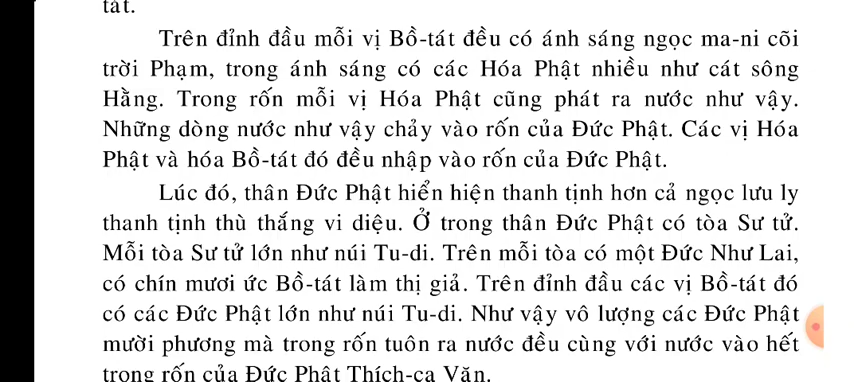 tát.
Trên đỉnh đầu mỗi vị Bồ-tát đều có ánh sáng ngọc ma-ni cõi
trời Phạm, trong ánh sáng có các Hóa Phật nhiều như cát sông
Hằng. Trong rốn mỗi vị Hóa Phật cũng phát ra nước như vậy.
Những dòng nước như vậy chảy vào rốn của Đức Phật. Các vị Hóa
Phật và hóa Bồ-tát đó đều nhập vào rốn của Đức Phật.
Lúc đó, thân Đức Phật hiển hiện thanh tịnh hơn cả ngọc lưu ly
thanh tịnh thù thắng vi diệu. Ở trong thân Đức Phật có tòa Sư tử.
Mỗi tòa Sư tử lớn như núi Tu-di. Trên mỗi tòa có một Đức Như Lai,
có chín mươi ức Bồ-tát làm thị giả. Trên đỉnh đầu các vị Bồ-tát đó
có các Đức Phật lớn như núi Tu-di. Như vậy vô lượng các Đức Phật
mười phương mà trong rốn tuôn ra nước đều cùng với nước vào hết
trong rốn của Đức Phật Thích-ca Văn.